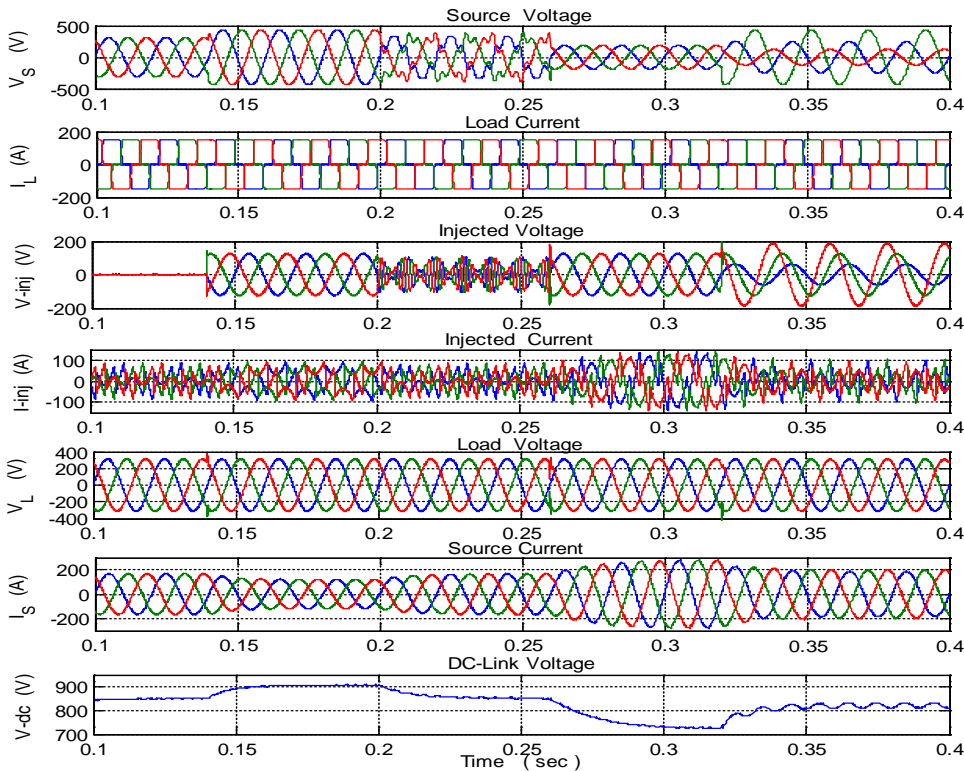 Source Voltage
V_S (V)
500
0
-500
0.1 0.15 0.2 0.25 0.3 0.35 0.4
Load Current
I_L (A)
200
0
-200
0.1 0.15 0.2 0.25 0.3 0.35 0.4
Injected Voltage
V-inj (V)
200
0
-200
0.1 0.15 0.2 0.25 0.3 0.35 0.4
Injected Current
I-inj (A)
100
0
-100
0.1 0.15 0.2 0.25 0.3 0.35 0.4
Load Voltage
V_L (V)
400
200
0
-200
-400
0.1 0.15 0.2 0.25 0.3 0.35 0.4
Source Current
I_S (A)
200
0
-200
0.1 0.15 0.2 0.25 0.3 0.35 0.4
DC-Link Voltage
V-dc (V)
900
800
700
0.1 0.15 0.2 0.25 0.3 0.35 0.4
Time ( sec )